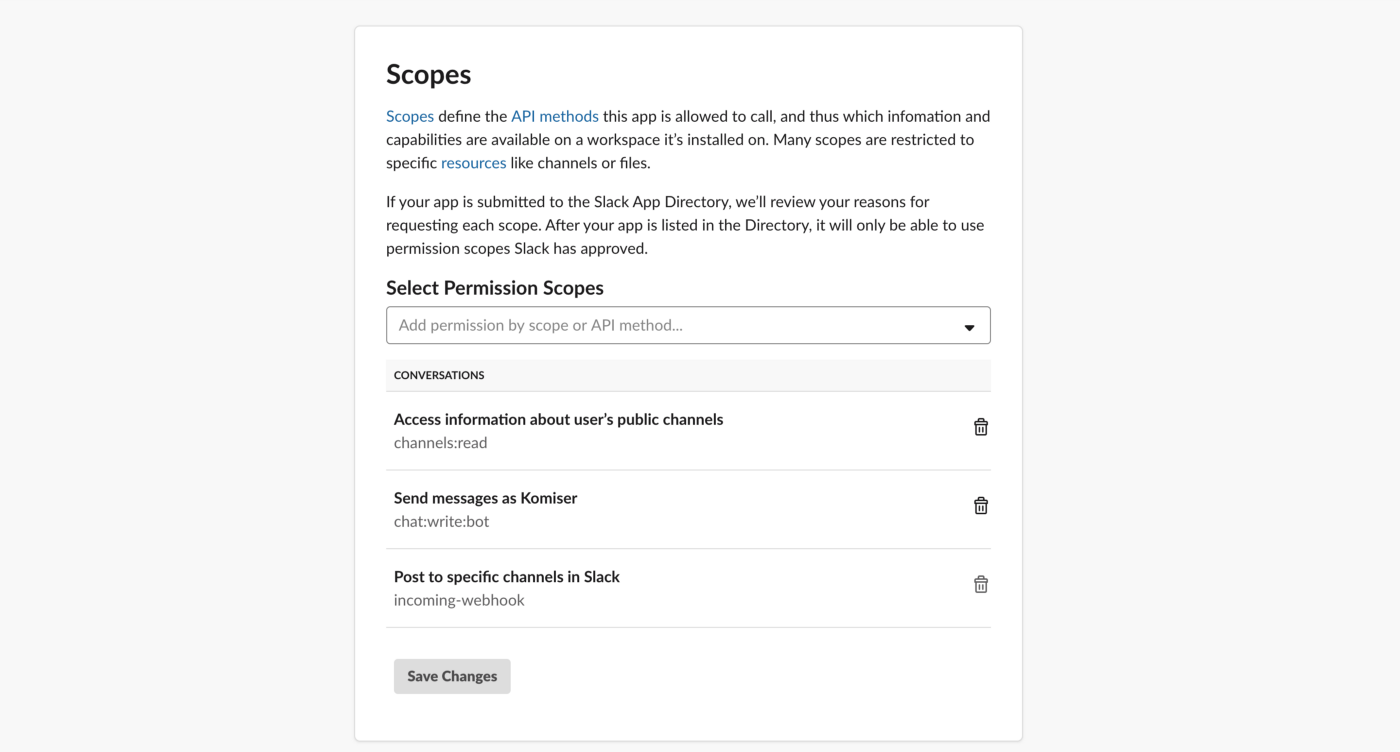 Scopes
Scopes define the API methods this app is allowed to call, and thus which infomation and
capabilities are available on a workspace it’s installed on. Many scopes are restricted to
specific resources like channels or files.
If your app is submitted to the Slack App Directory, we’ll review your reasons for
requesting each scope. After your app is listed in the Directory, it will only be able to use
permission scopes Slack has approved.
Select Permission Scopes
Add permission by scope or API method...
CONVERSATIONS
Access information about user’s public channels
channels:read
Send messages as Komiser
chat:write:bot
Post to specific channels in Slack
incoming-webhook
Save Changes